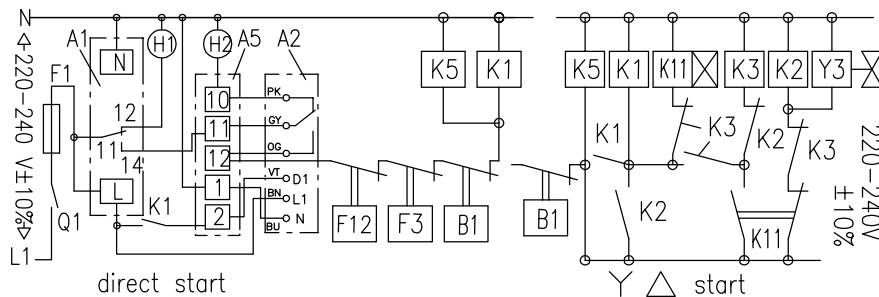 N
A1
H1
H2
A5
A2
K5
K1
K5
K1
K11
K3
K2
Y3
220-240 V±10%
F1
N
12
11
14
L
K1
Q1
L1
10
11
12
1
2
PK
GY
OG
VT
BN
BU
D1
L1
N
F12
F3
B1
B1
K1
K3
K2
K3
K2
K11
220-240V
±10%
direct start
Y △ start